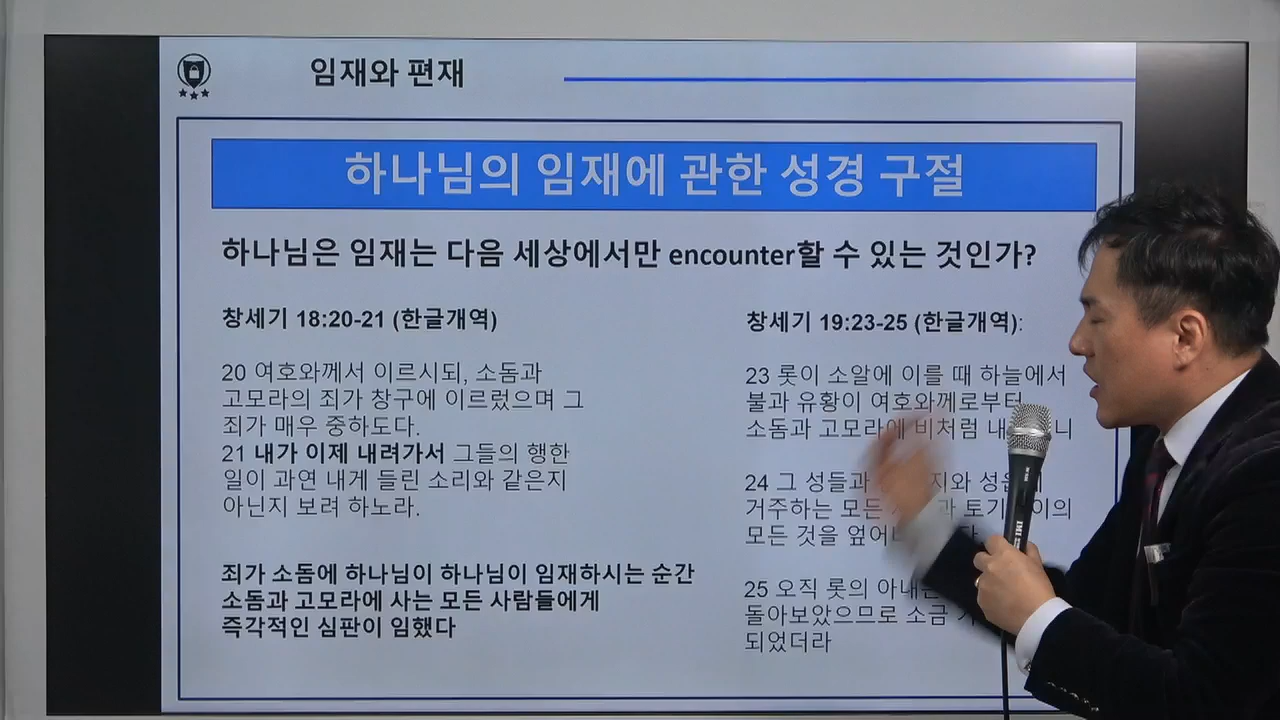 임재와 편재
하나님의 임재에 관한 성경 구절
하나님은 임재는 다음 세상에서만 encounter할 수 있는 것인가?
창세기 18:20-21 (한글개역)
20 여호와께서 이르시되, 소돔과
고모라의 죄가 창구에 이르렀으며 그
죄가 매우 중하도다.
21 내가 이제 내려가서 그들의 행한
일이 과연 내게 들린 소리와 같은지
아닌지 보려 하노라.
죄가 소돔에 하나님이 하나님이 임재하시는 순간
소돔과 고모라에 사는 모든 사람들에게
즉각적인 심판이 임했다
창세기 19:23-25 (한글개역):
23 롯이 소알에 이를 때 하늘에서
불과 유황이 여호와께로부터
소돔과 고모라에 비처럼
24 그 성들과
거주하는 모든
모든 것을
25 오직 롯의
돌아보았으므로 소금
되었더라